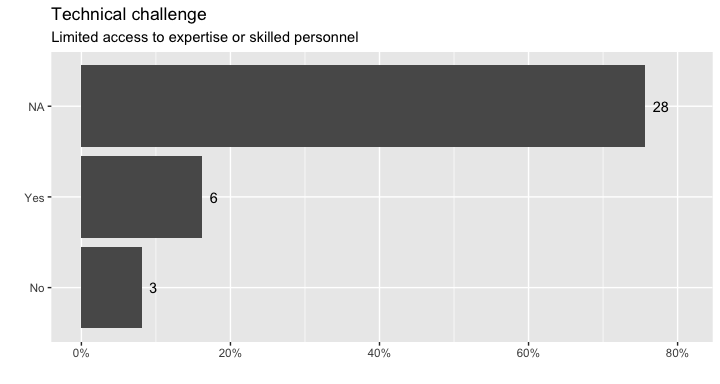 Technical challenge
Limited access to expertise or skilled personnel
NA 28
Yes 6
No 3
0% 20% 40% 60% 80%